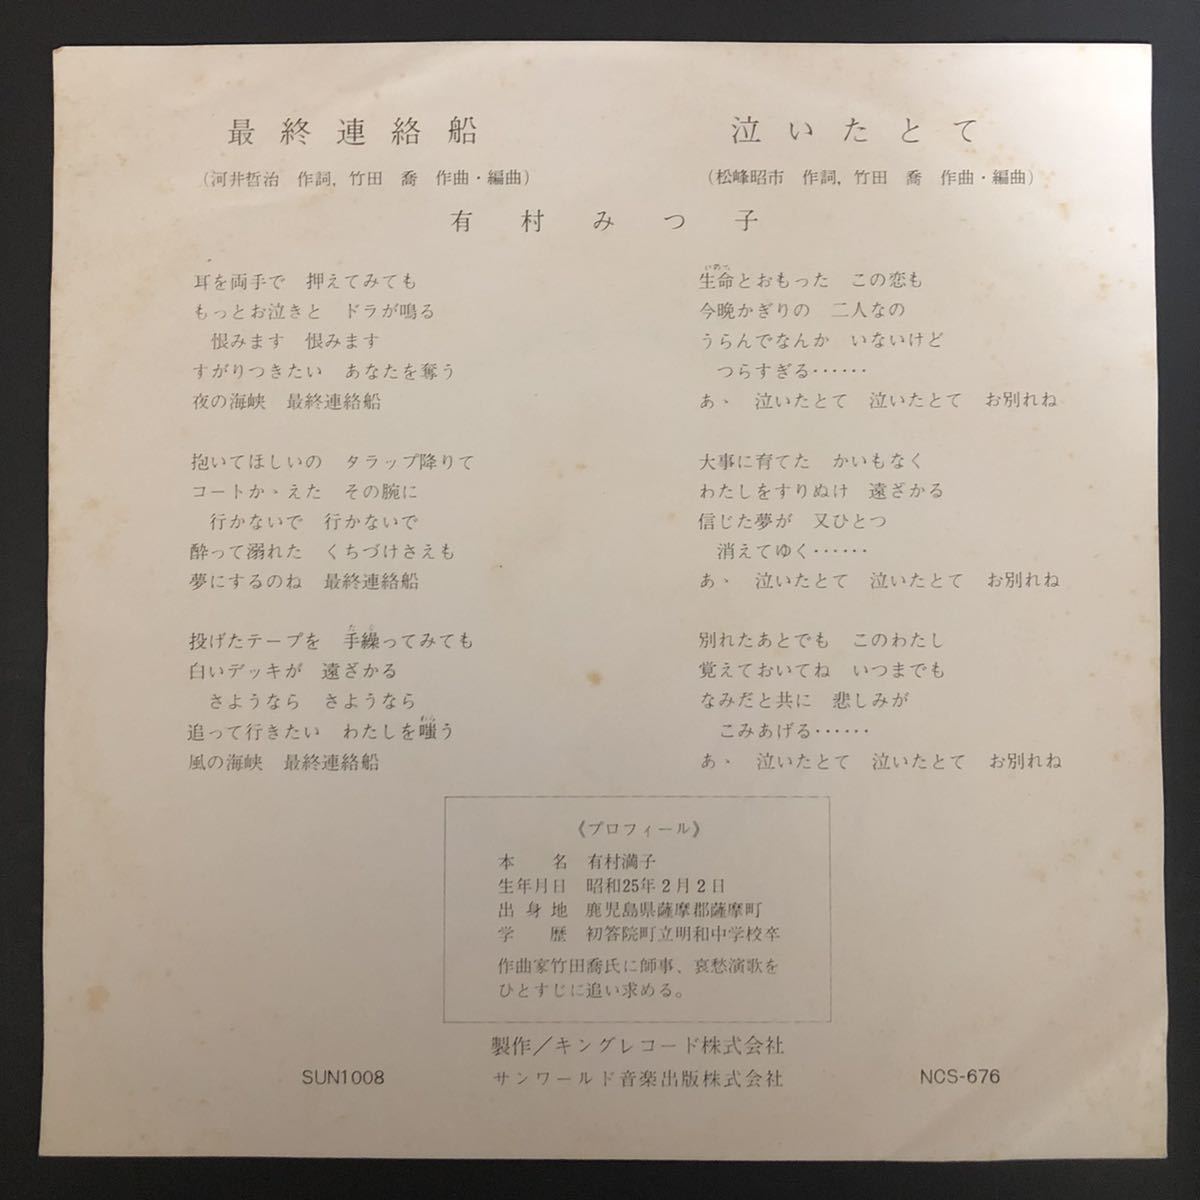 最終連絡船
(河井哲治　作詞, 竹田　喬　作曲・編曲)
泣いたとて
(松峰昭市　作詞, 竹田　喬　作曲・編曲)
有村みつ子
耳を両手で　押えてみても
もっとお泣きと　ドラが鳴る
恨みます　恨みます
すがりつきたい　あなたを奪う
夜の海峡　最終連絡船
抱いてほしいの　タラップ降りて
コートかゝえた　その腕に
行かないで　行かないで
酔って溺れた　くちづけさえも
夢にするのね　最終連絡船
投げたテープを　手繰ってみても
白いデッキが　遠ざかる
さようなら　さようなら
追って行きたい　わたしを嗤う
風の海峡　最終連絡船
生命とおもった　この恋も
今晩かぎりの　二人なの
うらんでなんか　いないけど
つらすぎる‥‥‥
あゝ　泣いたとて　泣いたとて　お別れね
大事に育てた　かいもなく
わたしをすりぬけ　遠ざかる
信じた夢が　又ひとつ
消えてゆく‥‥‥
あゝ　泣いたとて　泣いたとて　お別れね
別れたあとでも　このわたし
覚えておいてね　いつまでも
なみだと共に　悲しみが
こみあげる‥‥‥
あゝ　泣いたとて　泣いたとて　お別れね
《プロフィール》
本　名　有村満子
生年月日　昭和25年2月2日
出身地　鹿児島県薩摩郡薩摩町
学　歴　初答院町立明和中学校卒
作曲家竹田喬氏に師事、哀愁演歌を
ひとすじに追い求める。
製作／キングレコード株式会社
サンワールド音楽出版株式会社
SUN1008
NCS-676